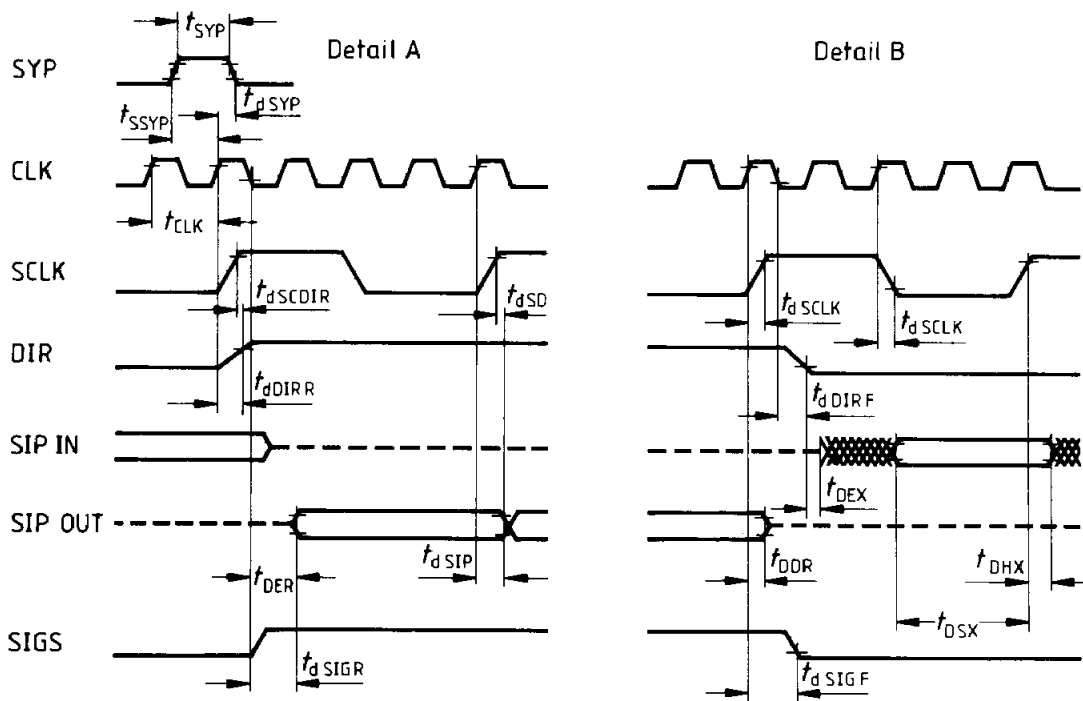 tSYP
Detail A
Detail B
SYP
tdSYP
tSSYP
CLK
tCLK
SCLK
tdSCDIR
tdSD
tdSCLK
tdSCLK
DIR
tdDIRR
tdDIRF
SIP IN
tDEX
SIP OUT
tdSIP
tDER
tDDR
tDHX
tDSX
SIGS
tdSIGR
tdSIGF